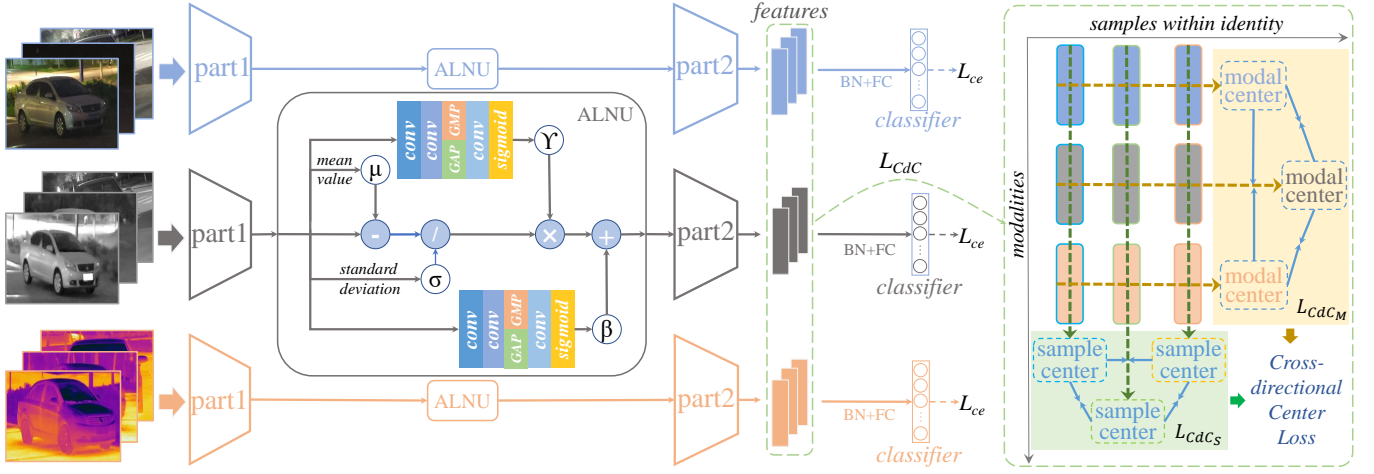 features
samples within identity
part1
ALNU
part2
BN+FC
L_ce
classifier
ALNU
conv
conv
GAP
GMP
conv
sigmoid
ϒ
mean
value
μ
part1
-
/
×
+
part2
standard
deviation
σ
conv
conv
GAP
GMP
conv
sigmoid
β
L_CdC
BN+FC
L_ce
classifier
part1
ALNU
part2
BN+FC
L_ce
classifier
modalities
modal
center
modal
center
modal
center
L_CdC_M
sample
center
sample
center
sample
center
L_CdC_S
Cross-
directional
Center
Loss